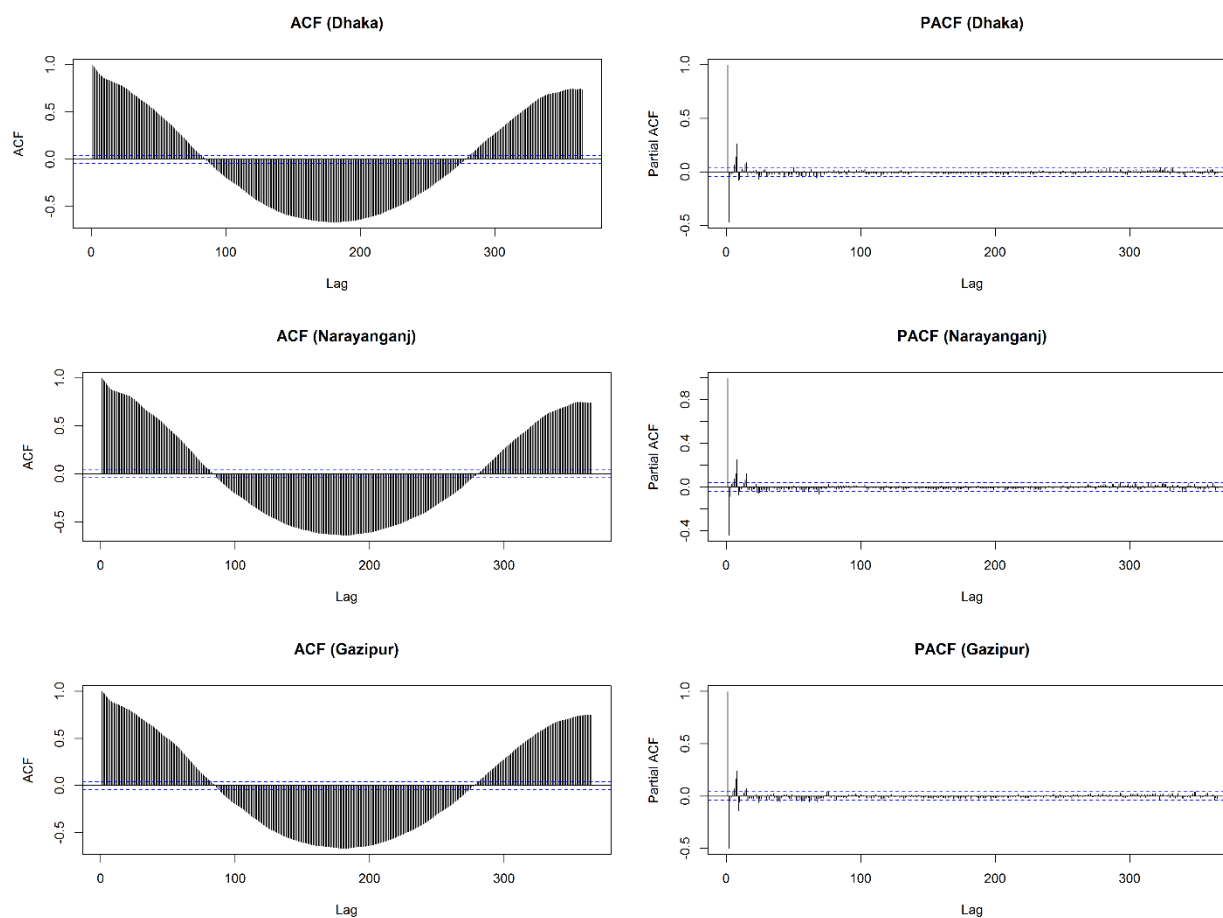 ACF (Dhaka)
ACF
1.0
0.5
0.0
-0.5
0 100 200 300
Lag
PACF (Dhaka)
Partial ACF
1.0
0.5
0.0
-0.5
0 100 200 300
Lag
ACF (Narayanganj)
ACF
1.0
0.5
0.0
-0.5
0 100 200 300
Lag
PACF (Narayanganj)
Partial ACF
0.8
0.4
0.0
-0.4
0 100 200 300
Lag
ACF (Gazipur)
ACF
1.0
0.5
0.0
-0.5
0 100 200 300
Lag
PACF (Gazipur)
Partial ACF
1.0
0.5
0.0
-0.5
0 100 200 300
Lag